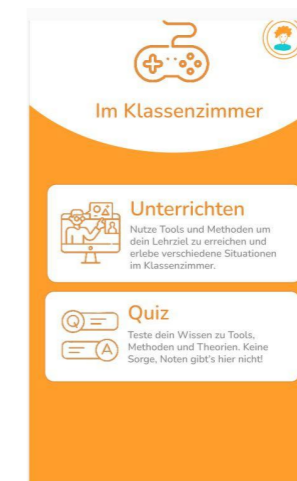 Im Klassenzimmer
Unterrichten
Nutze Tools und Methoden um
dein Lehrziel zu erreichen und
erlebe verschiedene Situationen
im Klassenzimmer.
Q
A
Quiz
Teste dein Wissen zu Tools,
Methoden und Theorien. Keine
Sorge, Noten gibt's hier nicht!